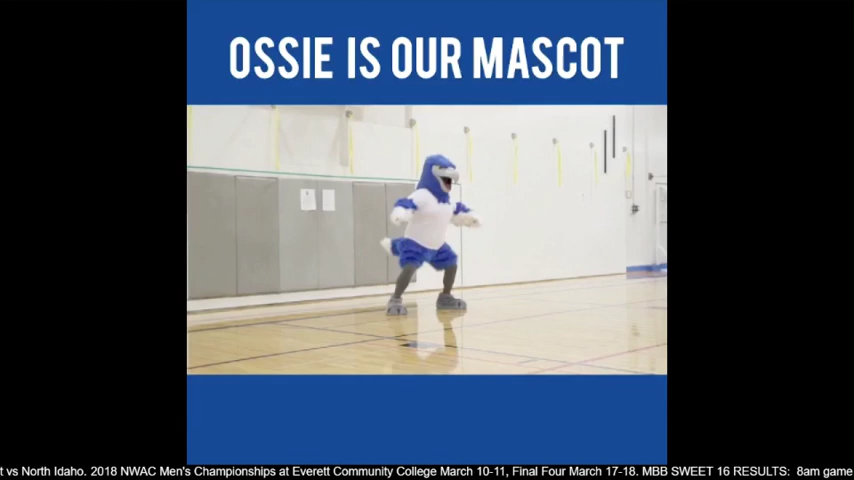 OSSIE IS OUR MASCOT
t vs North Idaho. 2018 NWAC Men's Championships at Everett Community College March 10-11, Final Four March 17-18. MBB SWEET 16 RESULTS: 8am game